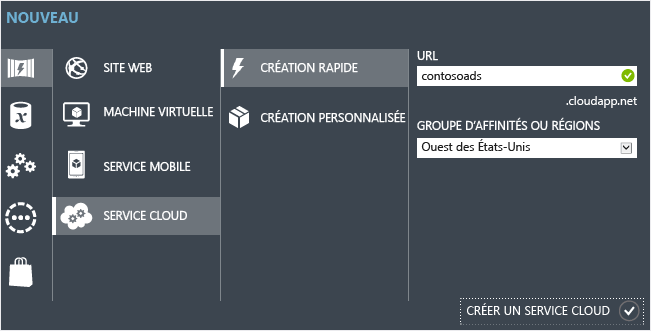 NOUVEAU
SITE WEB
MACHINE VIRTUELLE
SERVICE MOBILE
SERVICE CLOUD
CRÉATION RAPIDE
CRÉATION PERSONNALISÉE
URL
contosoads
.cloudapp.net
GROUPE D'AFFINITÉS OU RÉGIONS
Ouest des États-Unis
CRÉER UN SERVICE CLOUD